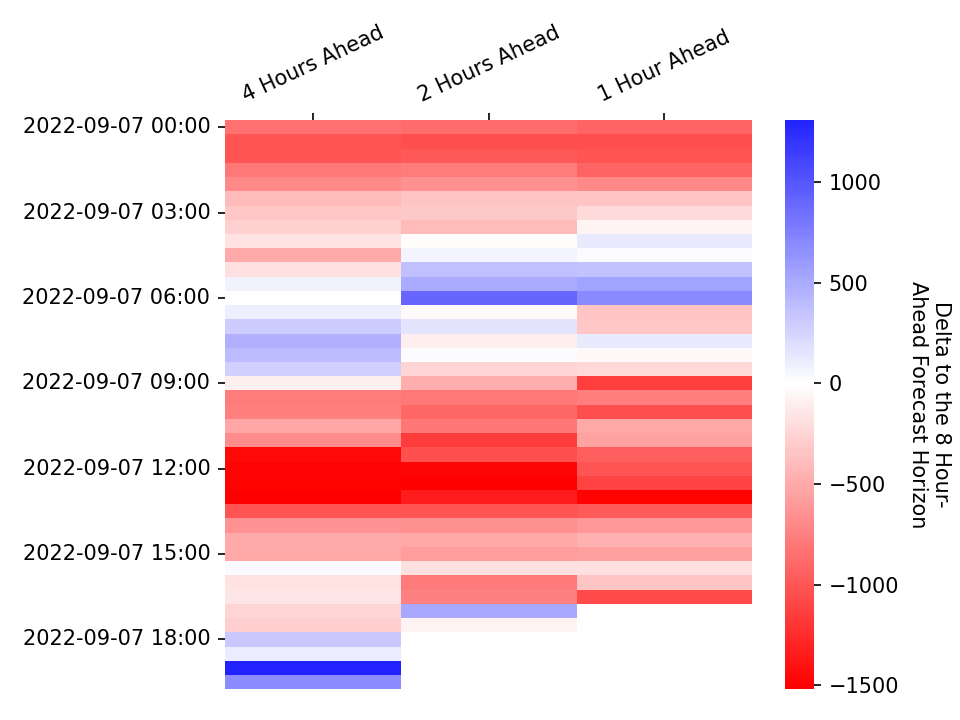 4 Hours Ahead
2 Hours Ahead
1 Hour Ahead
2022-09-07 00:00
2022-09-07 03:00
2022-09-07 06:00
2022-09-07 09:00
2022-09-07 12:00
2022-09-07 15:00
2022-09-07 18:00
1000
500
0
−500
−1000
−1500
Delta to the 8 Hour-
Ahead Forecast Horizon